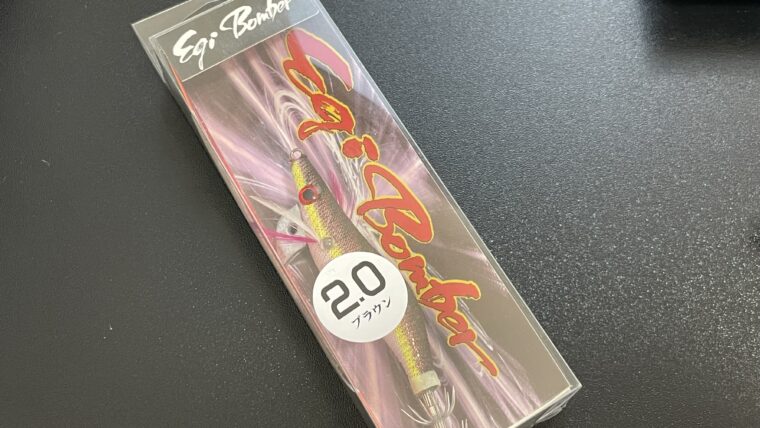 Egi Bomber
Egi Bomber
2.0
ブラウン